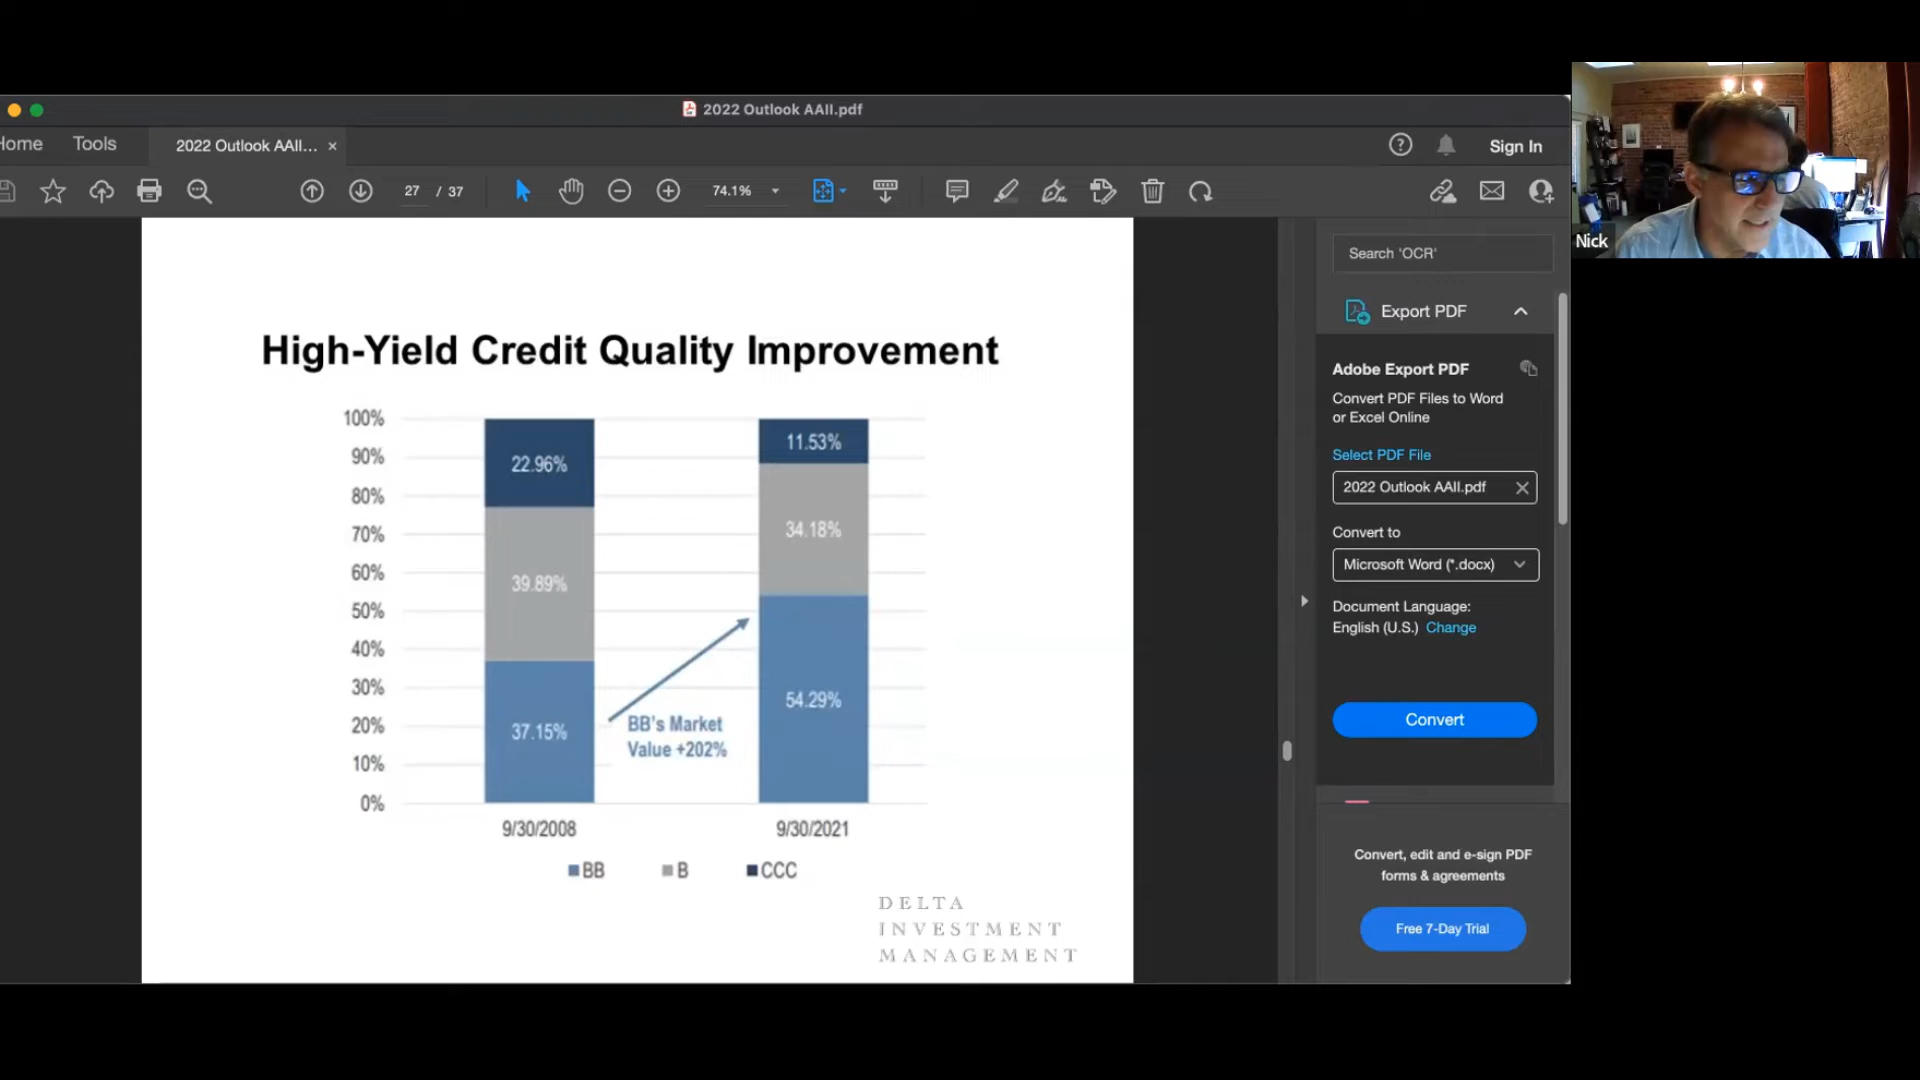 2022 Outlook AAII.pdf
Home
Tools
2022 Outlook AAII... ×
Sign In
27 / 37
74.1%
Nick
High-Yield Credit Quality Improvement
100%
90%
80%
70%
60%
50%
40%
30%
20%
10%
0%
22.96%
39.89%
37.15%
BB's Market
Value +202%
11.53%
34.18%
54.29%
9/30/2008
9/30/2021
BB
B
CCC
DELTA
INVESTMENT
MANAGEMENT
Search 'OCR'
Export PDF
Adobe Export PDF
Convert PDF Files to Word
or Excel Online
Select PDF File
2022 Outlook AAII.pdf
Convert to
Microsoft Word (*.docx)
Document Language:
English (U.S.) Change
Convert
Convert, edit and e-sign PDF
forms & agreements
Free 7-Day Trial